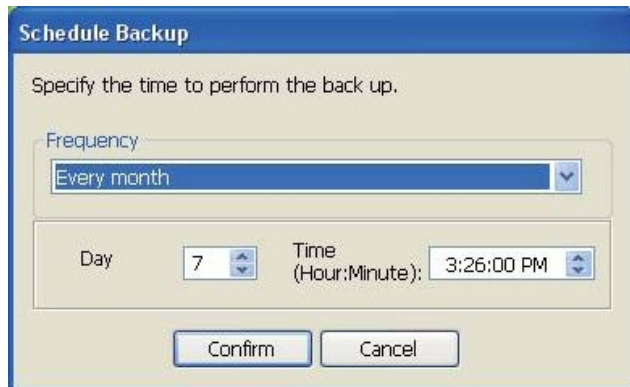 Schedule Backup
Specify the time to perform the back up.
Frequency
Every month
Day 7 Time
(Hour:Minute): 3:26:00 PM
Confirm Cancel